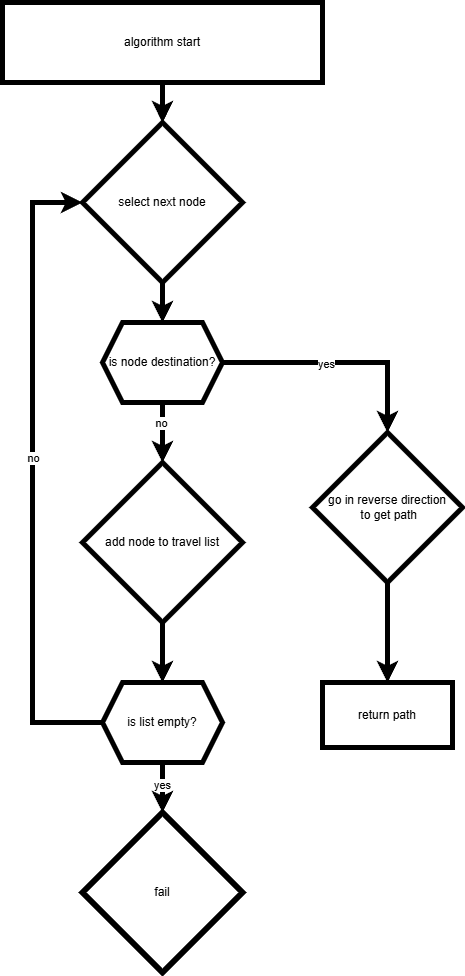 algorithm start
select next node
is node destination?
yes
no
no
go in reverse direction
to get path
add node to travel list
is list empty?
return path
yes
fail